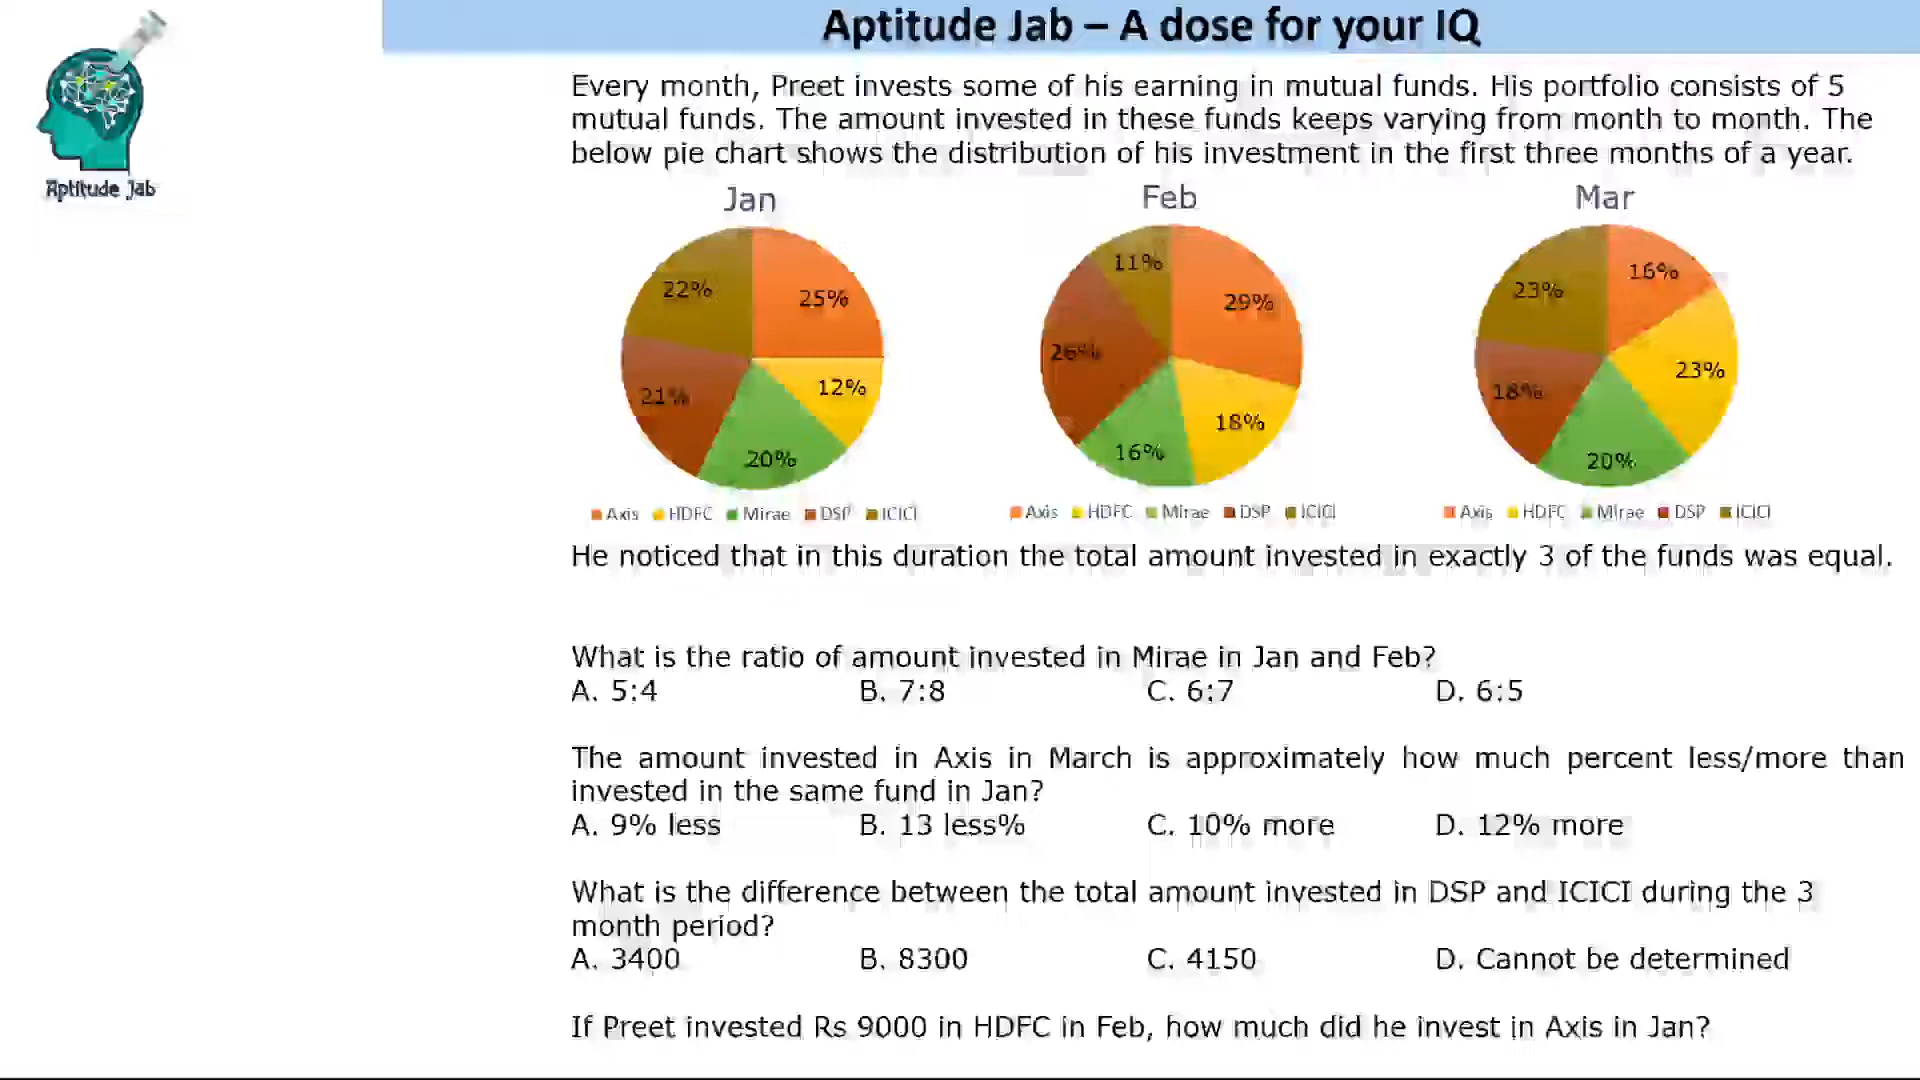 Aptitude Jab – A dose for your IQ
Aptitude Jab
Every month, Preet invests some of his earning in mutual funds. His portfolio consists of 5
mutual funds. The amount invested in these funds keeps varying from month to month. The
below pie chart shows the distribution of his investment in the first three months of a year.
Jan
25%
12%
20%
21%
22%
Axis HDFC Mirae DSP ICICI
Feb
29%
18%
16%
26%
11%
Axis HDFC Mirae DSP ICICI
Mar
16%
23%
20%
18%
23%
Axis HDFC Mirae DSP ICICI
He noticed that in this duration the total amount invested in exactly 3 of the funds was equal.
What is the ratio of amount invested in Mirae in Jan and Feb?
A. 5:4 B. 7:8 C. 6:7 D. 6:5
The amount invested in Axis in March is approximately how much percent less/more than
invested in the same fund in Jan?
A. 9% less B. 13 less% C. 10% more D. 12% more
What is the difference between the total amount invested in DSP and ICICI during the 3
month period?
A. 3400 B. 8300 C. 4150 D. Cannot be determined
If Preet invested Rs 9000 in HDFC in Feb, how much did he invest in Axis in Jan?